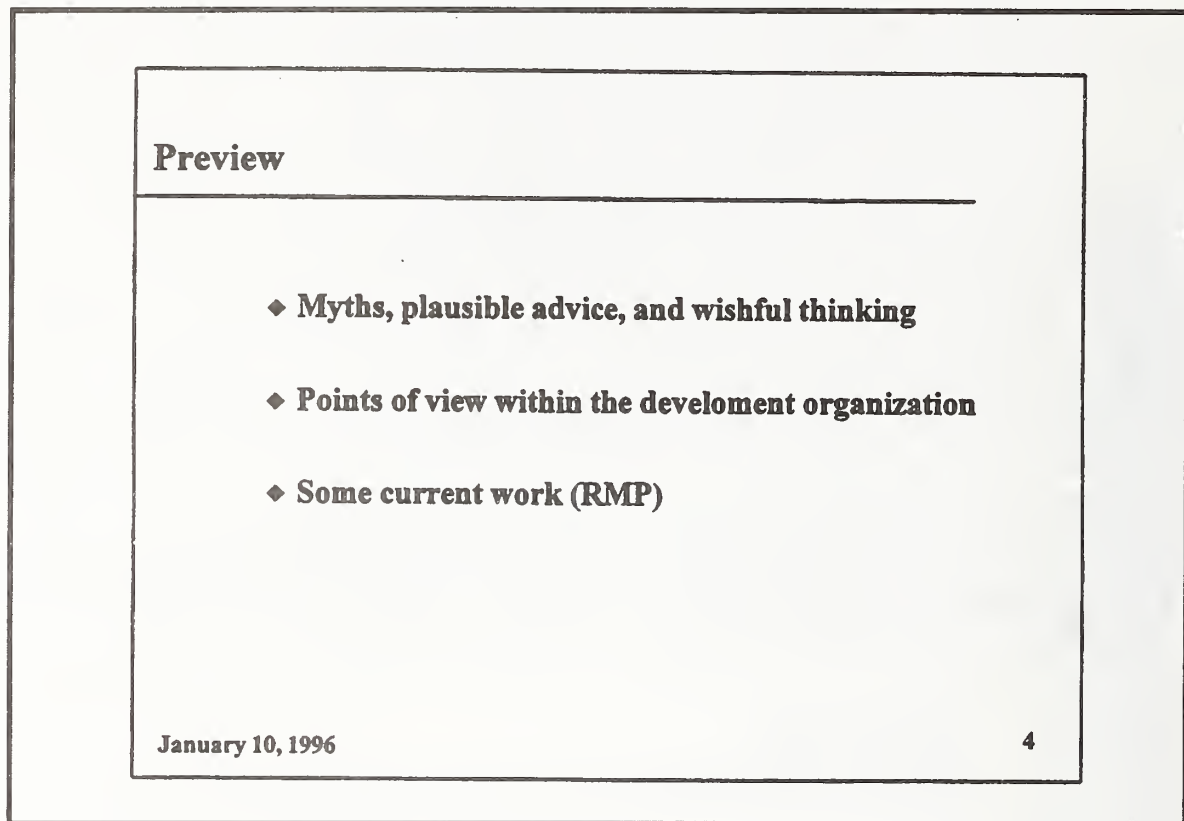 Preview
◆ Myths, plausible advice, and wishful thinking
◆ Points of view within the develoment organization
◆ Some current work (RMP)
January 10, 1996
4